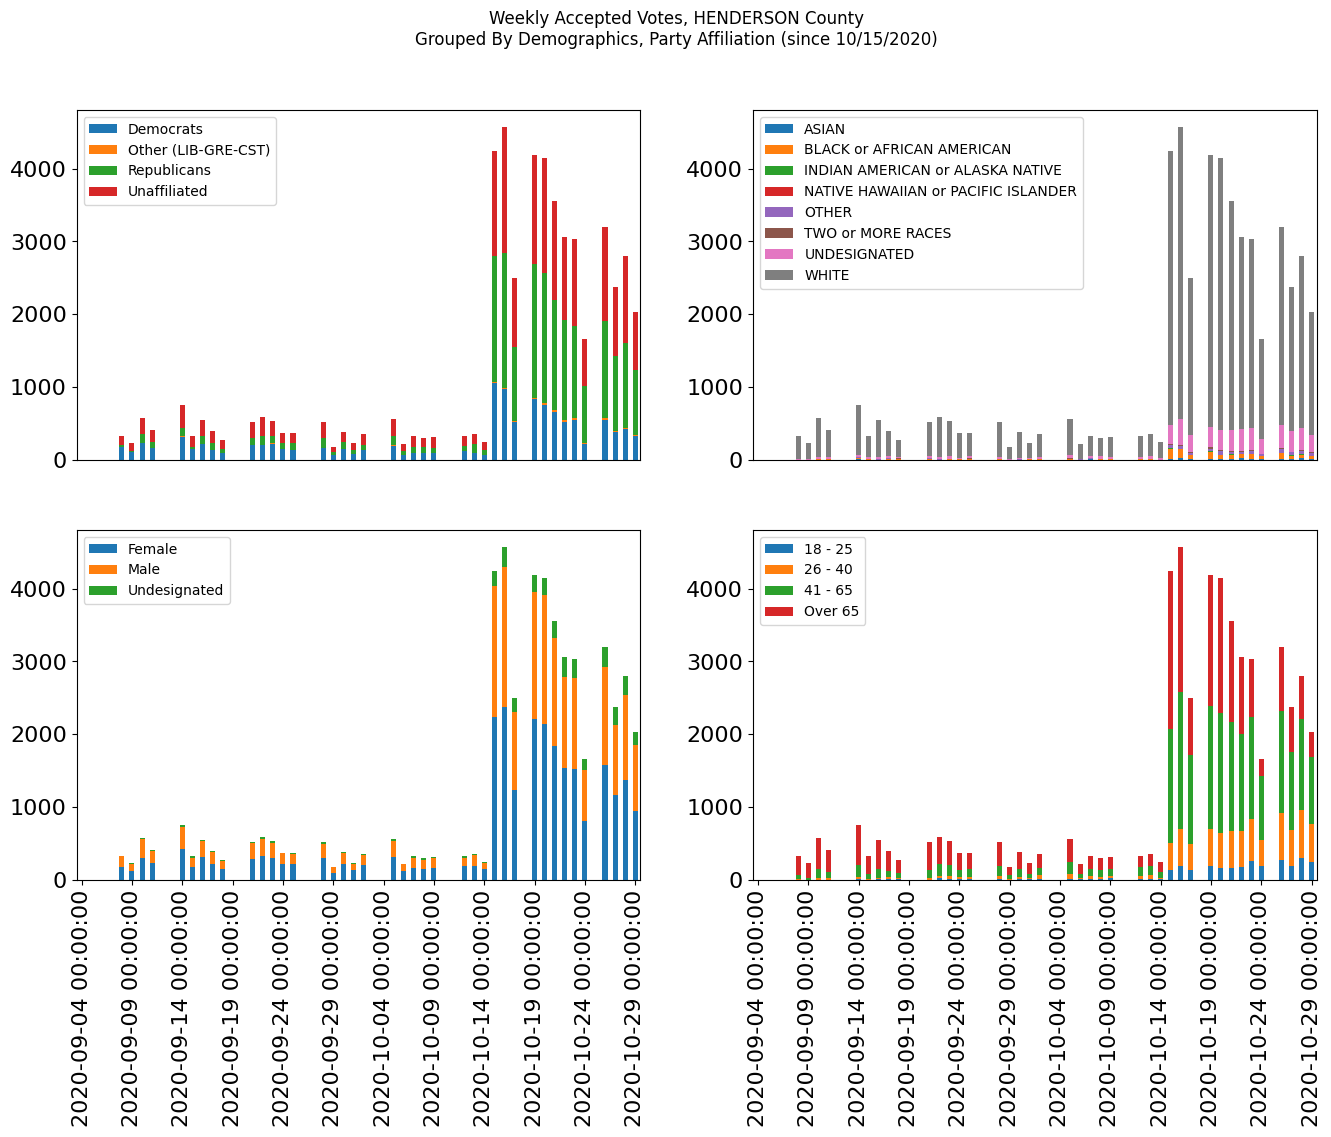 Weekly Accepted Votes, HENDERSON County
Grouped By Demographics, Party Affiliation (since 10/15/2020)
Democrats
Other (LIB-GRE-CST)
Republicans
Unaffiliated
4000
3000
2000
1000
0
ASIAN
BLACK or AFRICAN AMERICAN
INDIAN AMERICAN or ALASKA NATIVE
NATIVE HAWAIIAN or PACIFIC ISLANDER
OTHER
TWO or MORE RACES
UNDESIGNATED
WHITE
4000
3000
2000
1000
0
Female
Male
Undesignated
4000
3000
2000
1000
0
2020-09-04 00:00:00
2020-09-09 00:00:00
2020-09-14 00:00:00
2020-09-19 00:00:00
2020-09-24 00:00:00
2020-09-29 00:00:00
2020-10-04 00:00:00
2020-10-09 00:00:00
2020-10-14 00:00:00
2020-10-19 00:00:00
2020-10-24 00:00:00
2020-10-29 00:00:00
18 - 25
26 - 40
41 - 65
Over 65
4000
3000
2000
1000
0
2020-09-04 00:00:00
2020-09-09 00:00:00
2020-09-14 00:00:00
2020-09-19 00:00:00
2020-09-24 00:00:00
2020-09-29 00:00:00
2020-10-04 00:00:00
2020-10-09 00:00:00
2020-10-14 00:00:00
2020-10-19 00:00:00
2020-10-24 00:00:00
2020-10-29 00:00:00